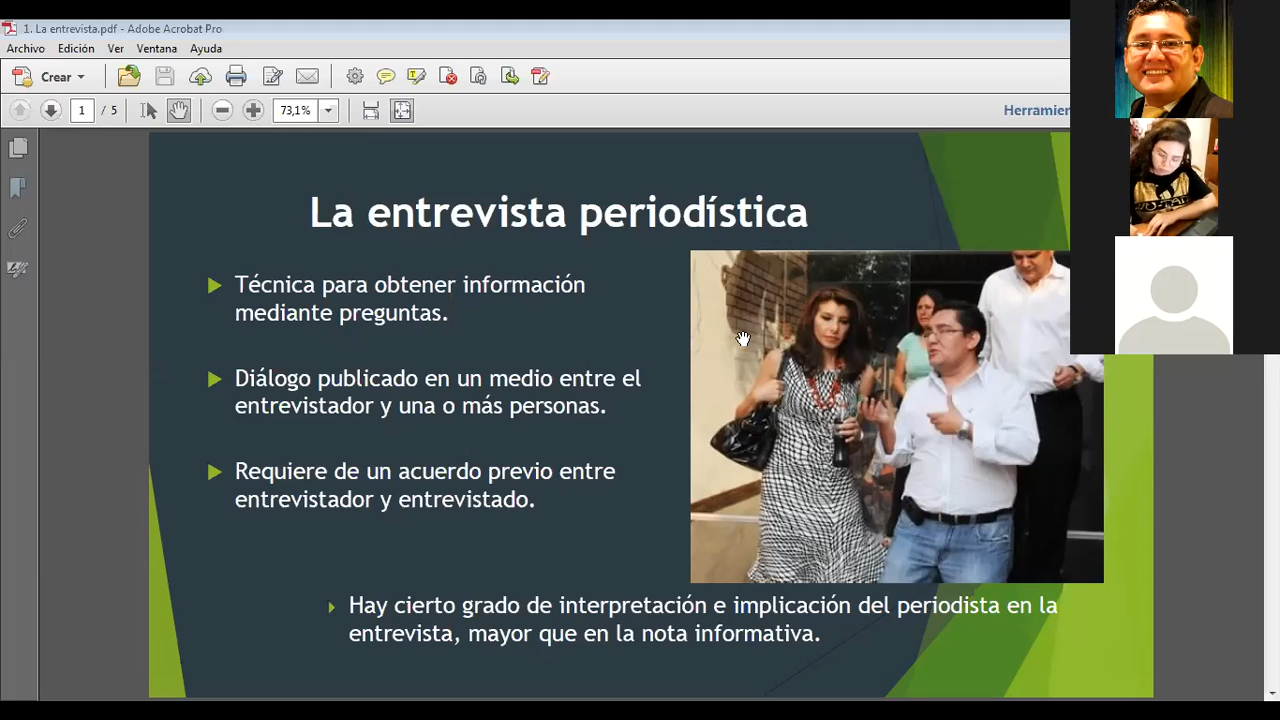 1. La entrevista.pdf - Adobe Acrobat Pro
Archivo Edición Ver Ventana Ayuda
Crear
1 / 5 73,1% Herramien
La entrevista periodística
Técnica para obtener información
mediante preguntas.
Diálogo publicado en un medio entre el
entrevistador y una o más personas.
Requiere de un acuerdo previo entre
entrevistador y entrevistado.
Hay cierto grado de interpretación e implicación del periodista en la
entrevista, mayor que en la nota informativa.